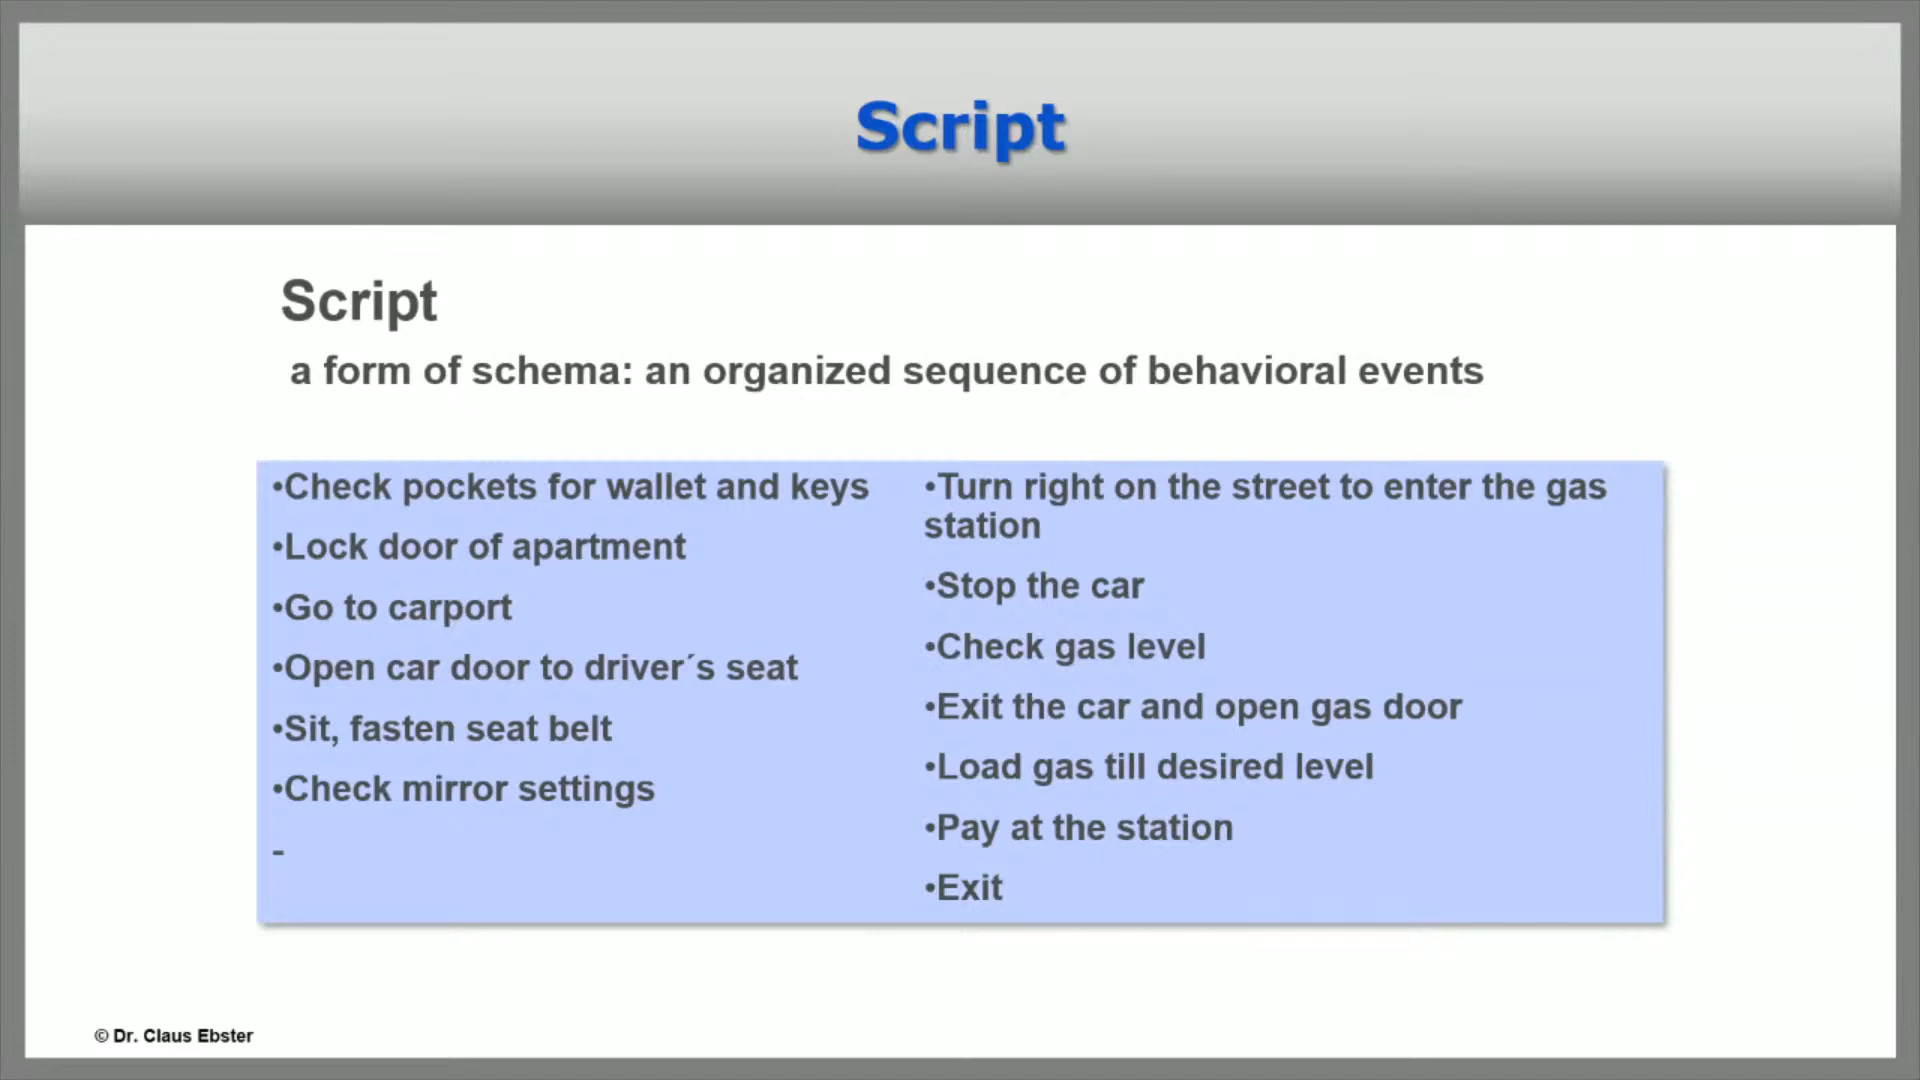 Script
Script
a form of schema: an organized sequence of behavioral events
•Check pockets for wallet and keys
•Lock door of apartment
•Go to carport
•Open car door to driver´s seat
•Sit, fasten seat belt
•Check mirror settings
-
•Turn right on the street to enter the gas
station
•Stop the car
•Check gas level
•Exit the car and open gas door
•Load gas till desired level
•Pay at the station
•Exit
© Dr. Claus Ebster